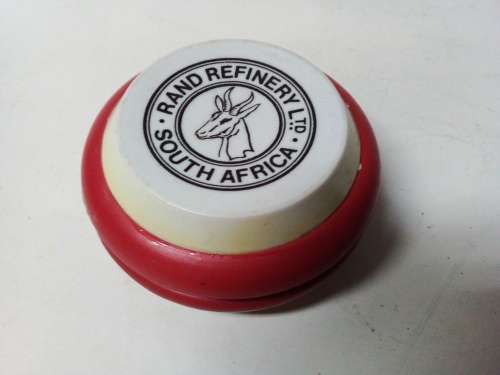 · RAND REFINERY LTD. ·
SOUTH AFRICA